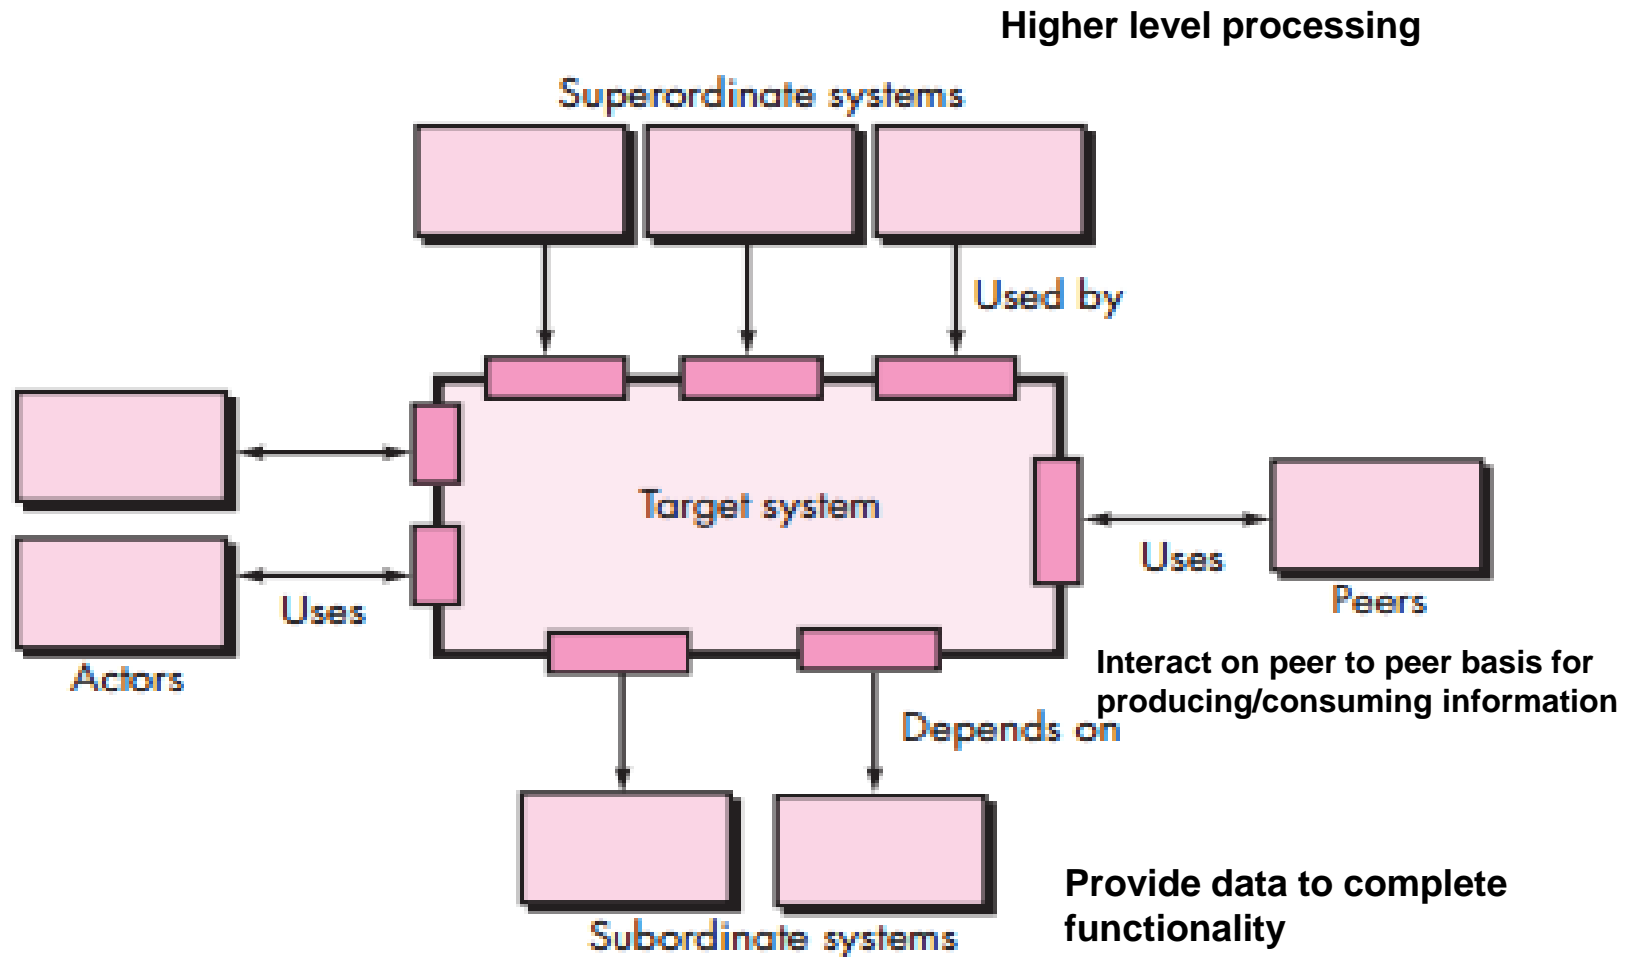 Higher level processing
Superordinate systems
Used by
Target system
Uses
Peers
Uses
Actors
Interact on peer to peer basis for
producing/consuming information
Depends on
Provide data to complete
functionality
Subordinate systems